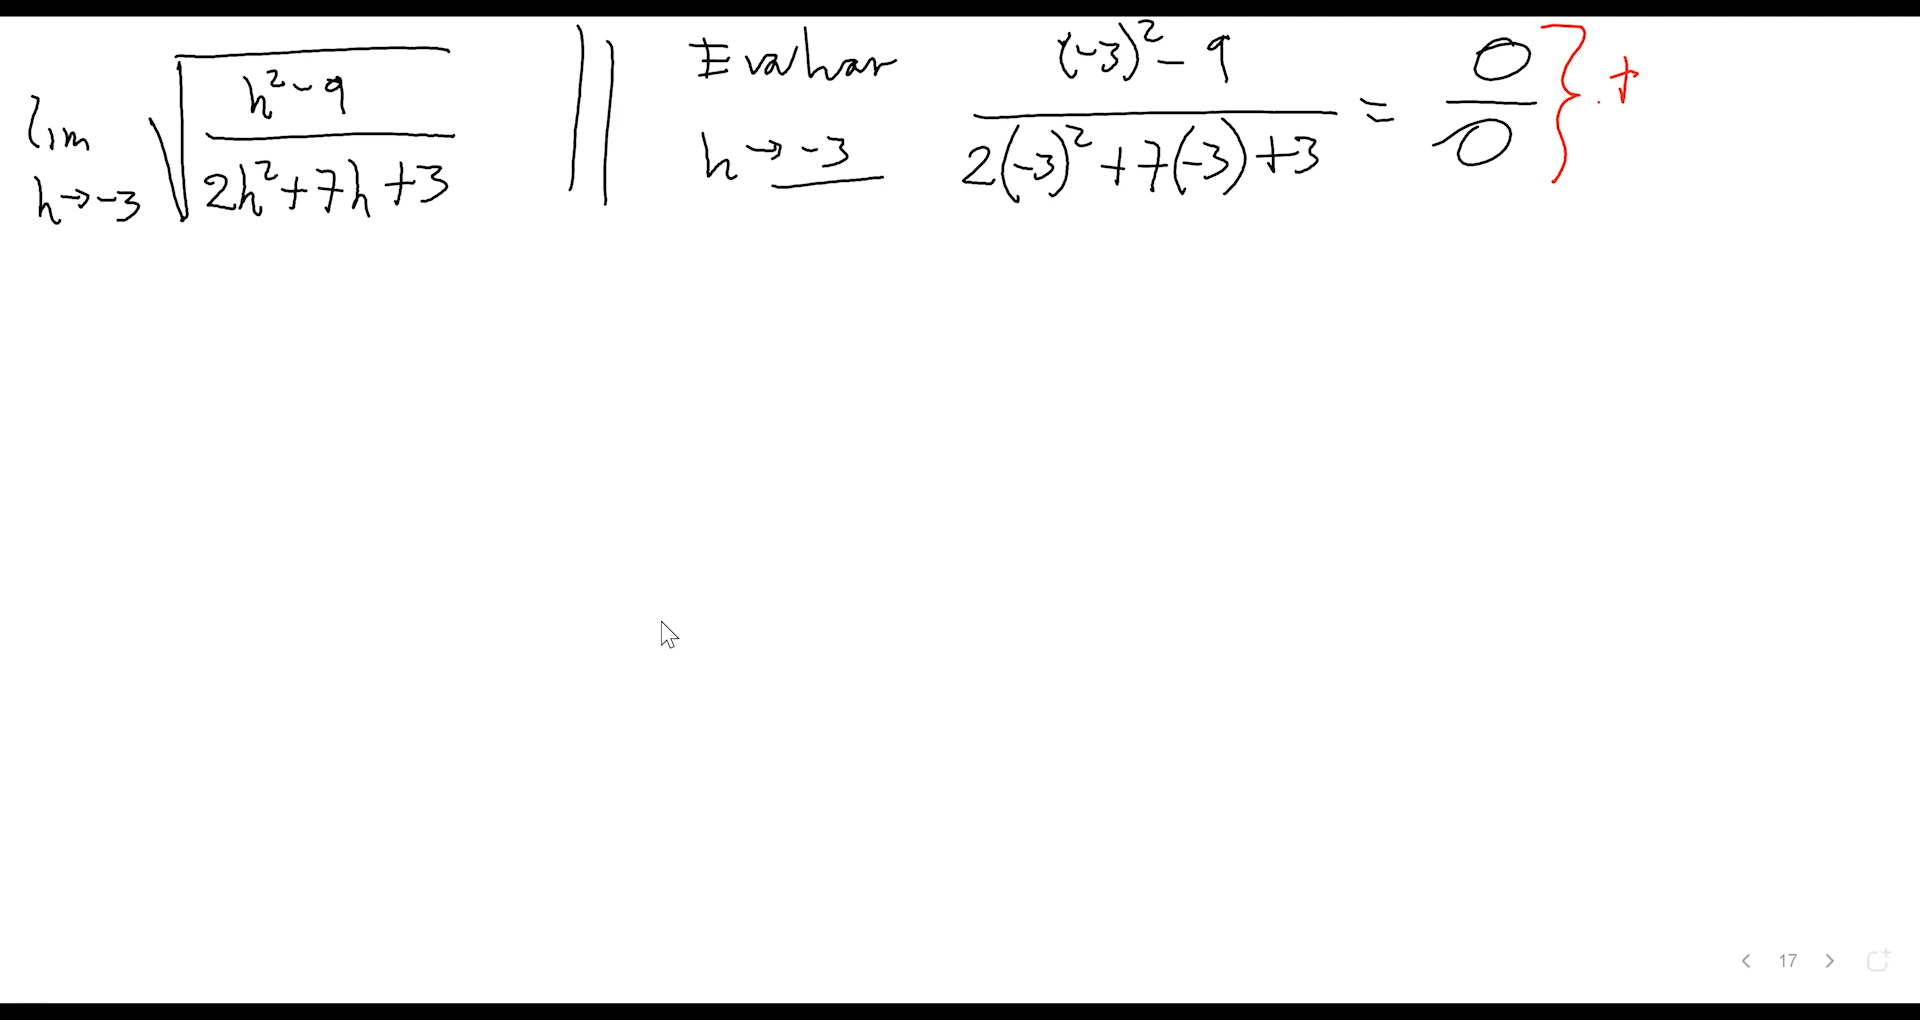 lim h→-3 √((h²-9)/(2h²+7h+3)) || Evaluar h→-3 ((-3)²-9)/(2(-3)²+7(-3)+3) = 0/0 } . +
17